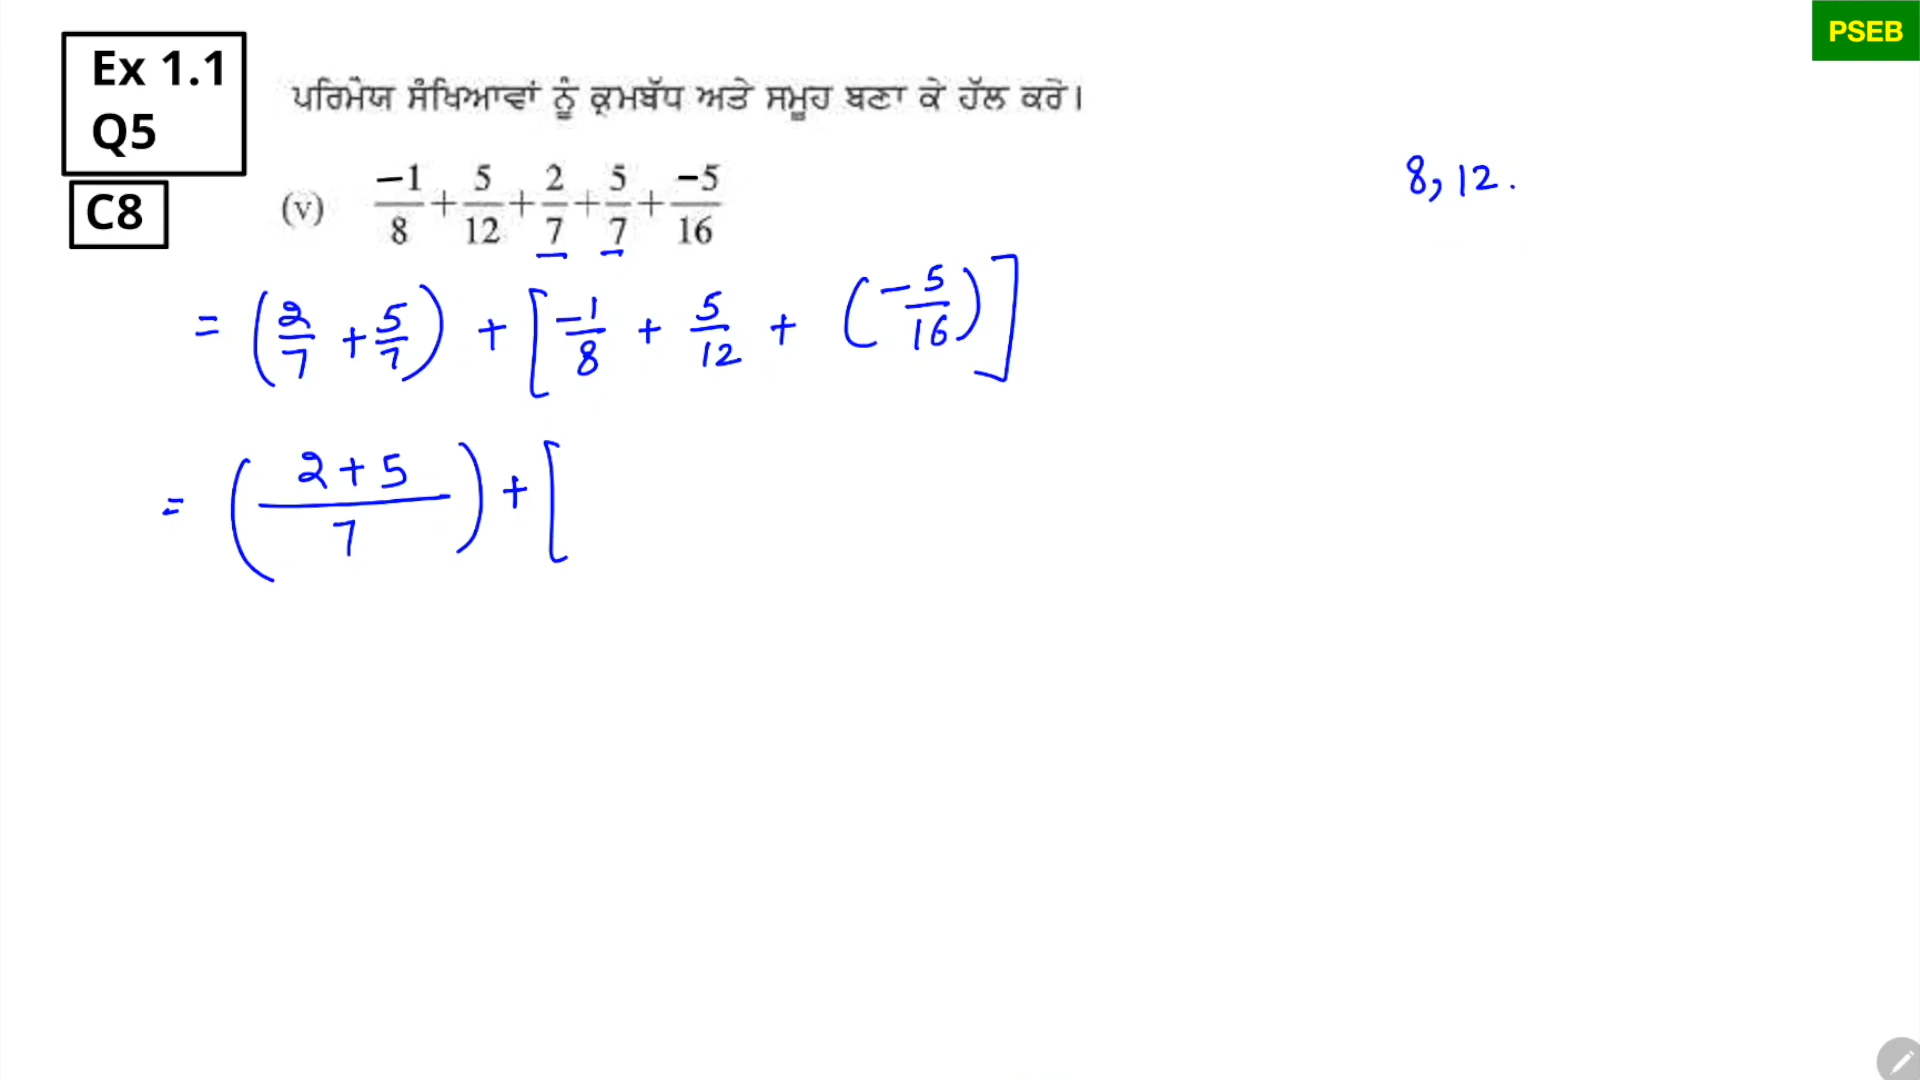 PSEB
Ex 1.1
Q5
C8
ਪਰਿਮੇਯ ਸੰਖਿਆਵਾਂ ਨੂੰ ਕ੍ਰਮਬੱਧ ਅਤੇ ਸਮੂਹ ਬਣਾ ਕੇ ਹੱਲ ਕਰੋ।
8, 12.
(v) -1/8 + 5/12 + 2/7 + 5/7 + -5/16
= (2/7 + 5/7) + [-1/8 + 5/12 + (-5/16)]
= (2+5/7) + [